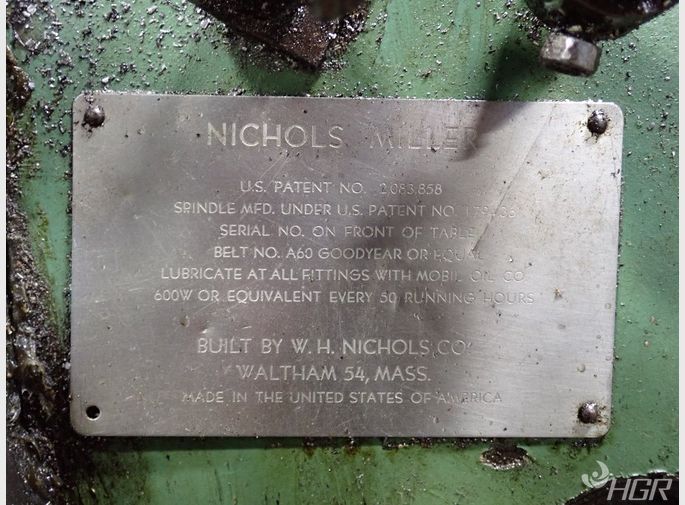 NICHOLS MILLER
U.S. PATENT NO. 2,083,858
SPINDLE MFD. UNDER U.S. PATENT NO.
SERIAL NO. ON FRONT OF TABLE
BELT NO. A60 GOODYEAR OR EQUAL
LUBRICATE AT ALL FITTINGS WITH MOBIL OIL CO
600W OR EQUIVALENT EVERY 50 RUNNING HOURS
BUILT BY W. H. NICHOLS CO.
WALTHAM 54, MASS.
MADE IN THE UNITED STATES OF AMERICA
HGR